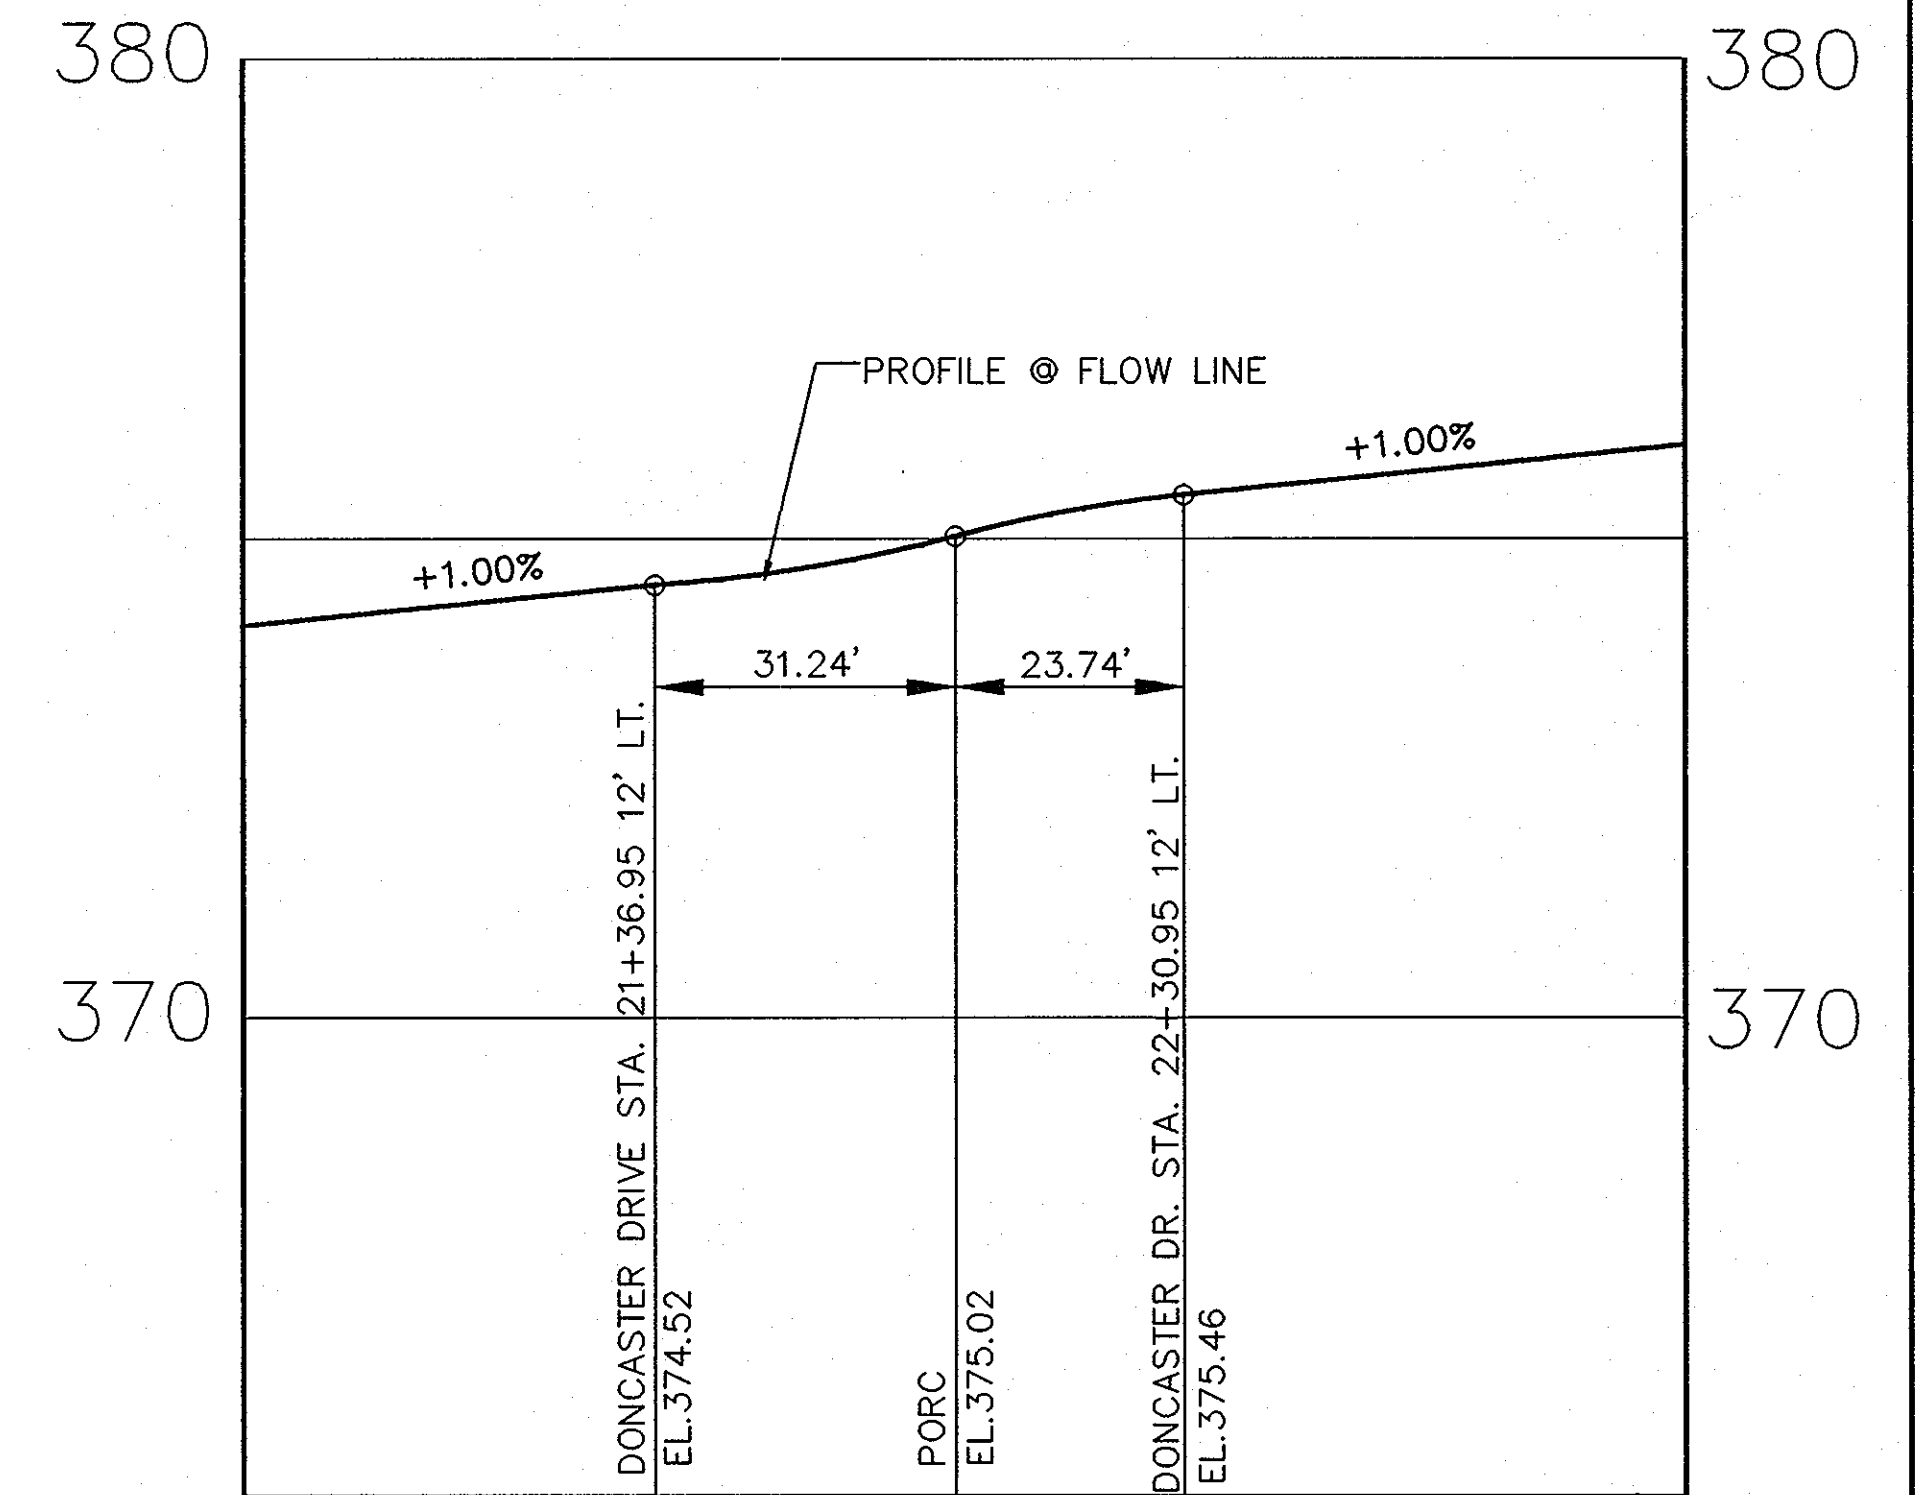 380
380
PROFILE @ FLOW LINE
+1.00%
+1.00%
31.24'
23.74'
370
370
DONCASTER DRIVE STA. 21+36.95 12' LT.
EL.374.52
PORC
EL.375.02
DONCASTER DR. STA. 22+30.95 12' LT.
EL.375.46